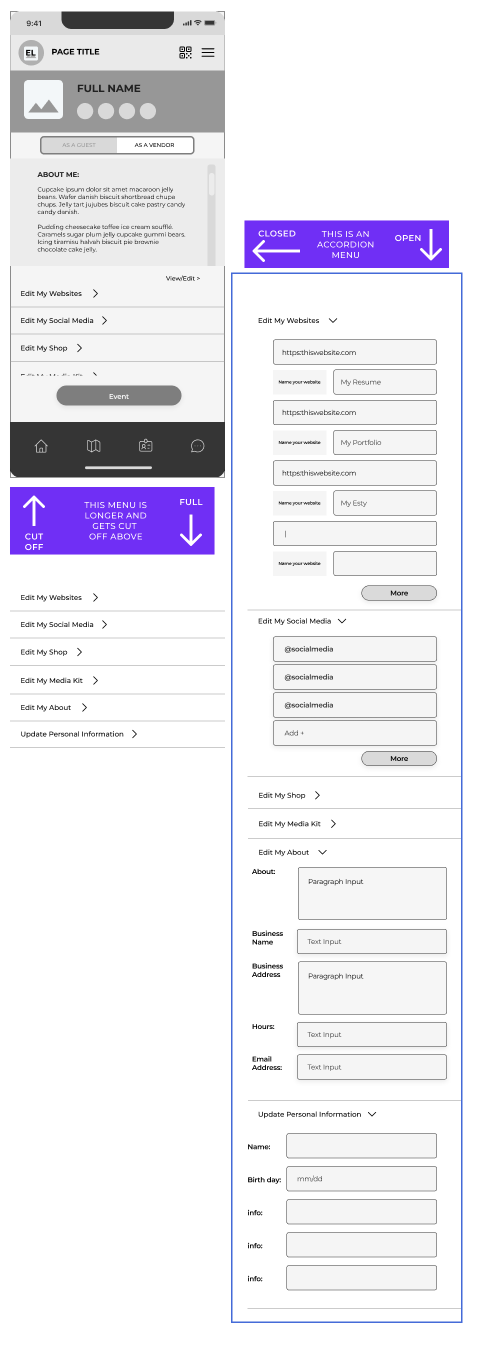 9:41
EL
PAGE TITLE
FULL NAME
AS A GUEST
AS A VENDOR
ABOUT ME:
Cupcake ipsum dolor sit amet macaroon jelly
beans. Wafer danish biscuit shortbread chupa
chups. Jelly tart jujubes biscuit cake pastry candy
candy danish.
Pudding cheesecake toffee ice cream soufflé.
Caramels sugar plum jelly cupcake gummi bears.
Icing tiramisu halvah biscuit pie brownie
chocolate cake jelly.
View/Edit >
Edit My Websites
Edit My Social Media
Edit My Shop
Edit My Media Kit
Event
CUT
OFF
THIS MENU IS
LONGER AND
GETS CUT
OFF ABOVE
FULL
Edit My Websites
Edit My Social Media
Edit My Shop
Edit My Media Kit
Edit My About
Update Personal Information
CLOSED
THIS IS AN
ACCORDION
MENU
OPEN
Edit My Websites
https:thiswebsite.com
Name your website
My Resume
https:thiswebsite.com
Name your website
My Portfolio
https:thiswebsite.com
Name your website
My Esty
|
Name your website
More
Edit My Social Media
@socialmedia
@socialmedia
@socialmedia
Add +
More
Edit My Shop
Edit My Media Kit
Edit My About
About:
Paragraph Input
Business
Name
Text Input
Business
Address
Paragraph Input
Hours:
Text Input
Email
Address:
Text Input
Update Personal Information
Name:
Birth day:
mm/dd
info:
info:
info: